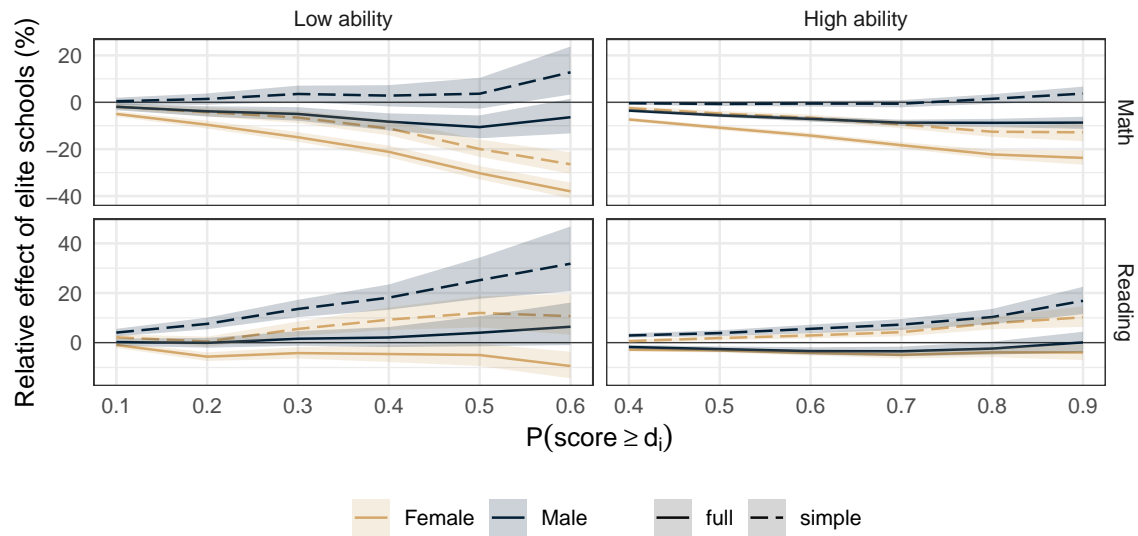 Low ability
High ability
Relative effect of elite schools (%)
20
0
−20
−40
Math
40
20
0
Reading
0.1 0.2 0.3 0.4 0.5 0.6
0.4 0.5 0.6 0.7 0.8 0.9
P(score ≥ dᵢ)
Female Male full simple